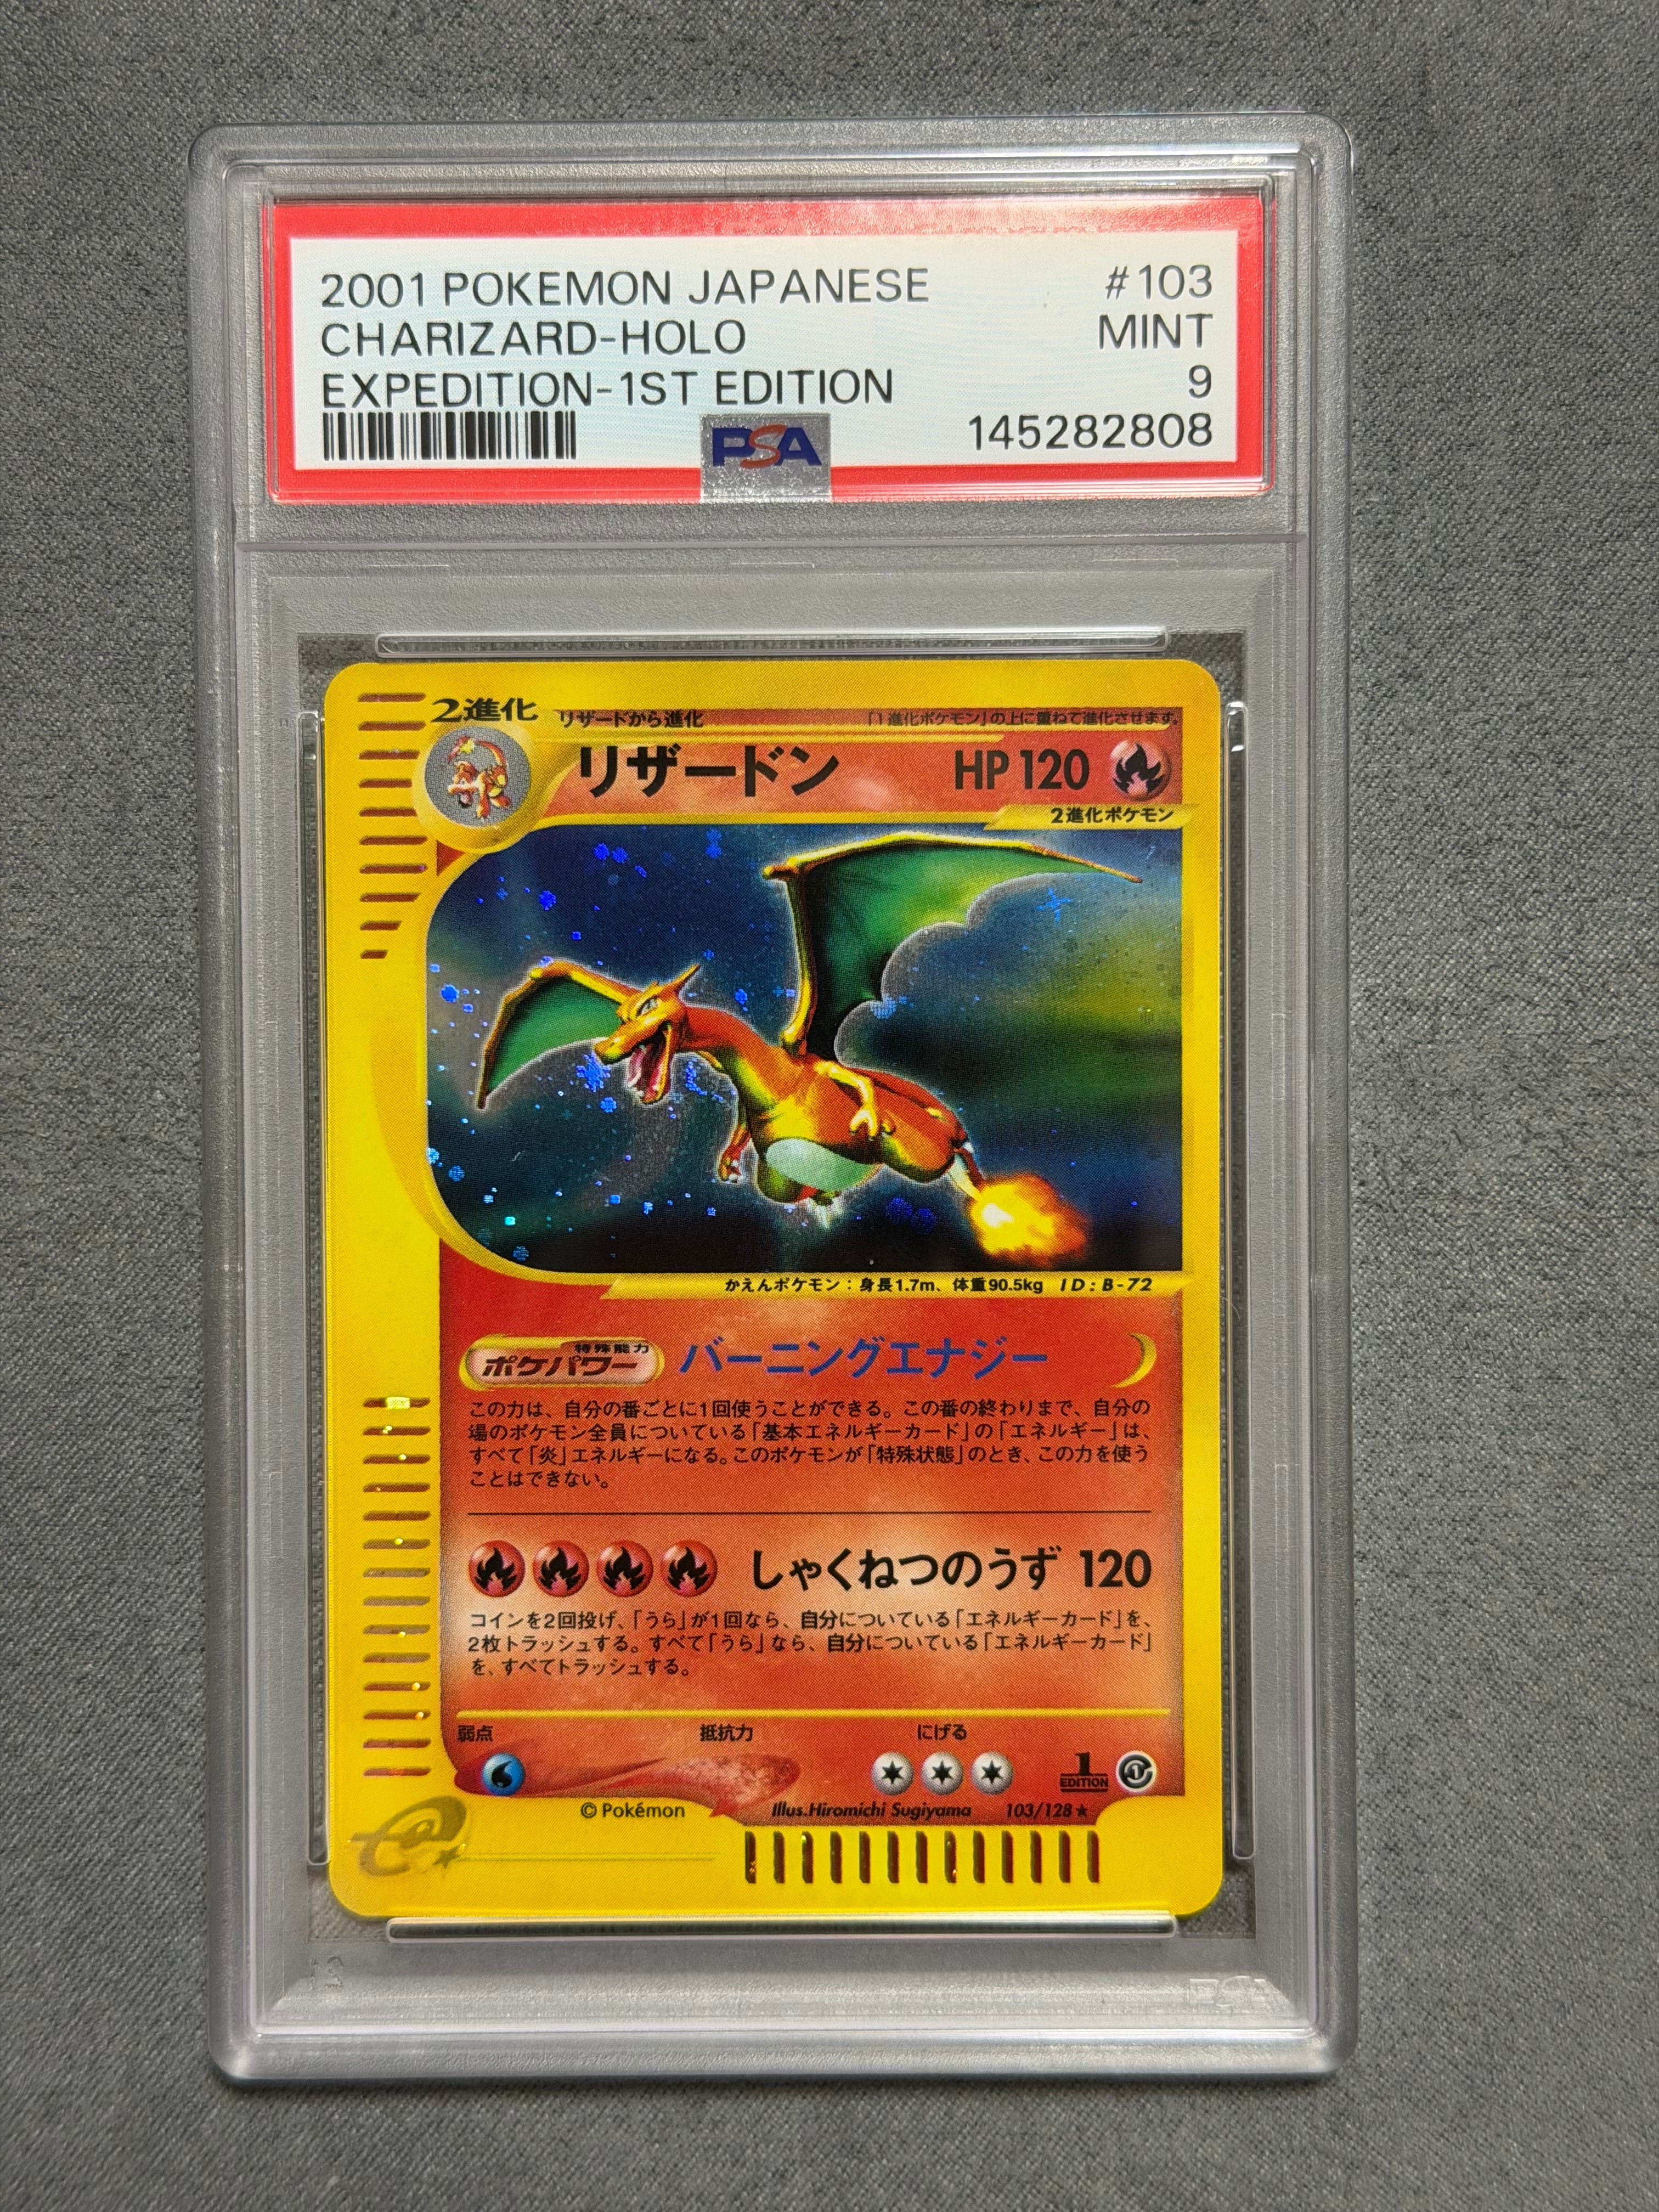 2001 POKEMON JAPANESE #103
CHARIZARD-HOLO MINT
EXPEDITION-1ST EDITION 9
PSA 145282808
2進化 リザードから進化 「1進化ポケモン」の上に重ねて進化させます。
リザードン HP 120
2進化ポケモン
かえんポケモン：身長1.7m、体重90.5kg ID:B-72
特殊能力
ポケパワー バーニングエナジー
この力は、自分の番ごとに1回使うことができる。この番の終わりまで、自分の
場のポケモン全員についている「基本エネルギーカード」の「エネルギー」は、
すべて「炎」エネルギーになる。このポケモンが「特殊状態」のとき、この力を使う
ことはできない。
しゃくねつのうず 120
コインを2回投げ、「うら」が1回なら、自分についている「エネルギーカード」を、
2枚トラッシュする。すべて「うら」なら、自分についている「エネルギーカード」
を、すべてトラッシュする。
弱点 抵抗力 にげる
1
EDITION
© Pokémon Illus.Hiromichi Sugiyama 103/128★
e